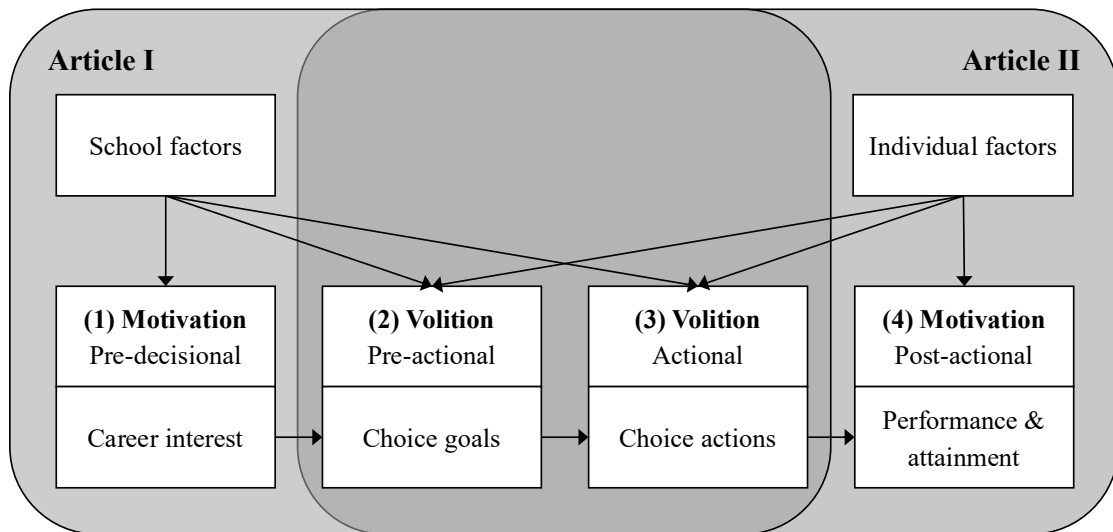 Article I
Article II
School factors
Individual factors
(1) Motivation
Pre-decisional
(2) Volition
Pre-actional
(3) Volition
Actional
(4) Motivation
Post-actional
Career interest
Choice goals
Choice actions
Performance &
attainment